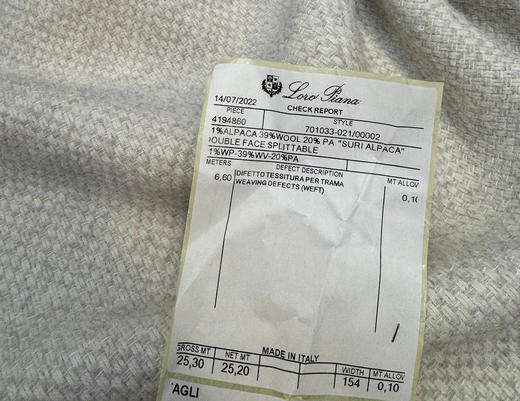 Loro Piana
14/07/2022
CHECK REPORT
PIECE STYLE
4194860 701033-021/00002
1%ALPACA 39%WOOL 20% PA "SURI ALPACA"
OUBLE FACE SPLITTABLE
1%WP-39%WV-20%PA
METERS DEFECT DESCRIPTION MT ALLOV
6,60 DIFETTO TESSITURA PER TRAMA 0,10
WEAVING DEFECTS (WEFT)
MADE IN ITALY
GROSS MT NET MT WIDTH MT ALLOV
25,30 25,20 154 0,10
TAGLI